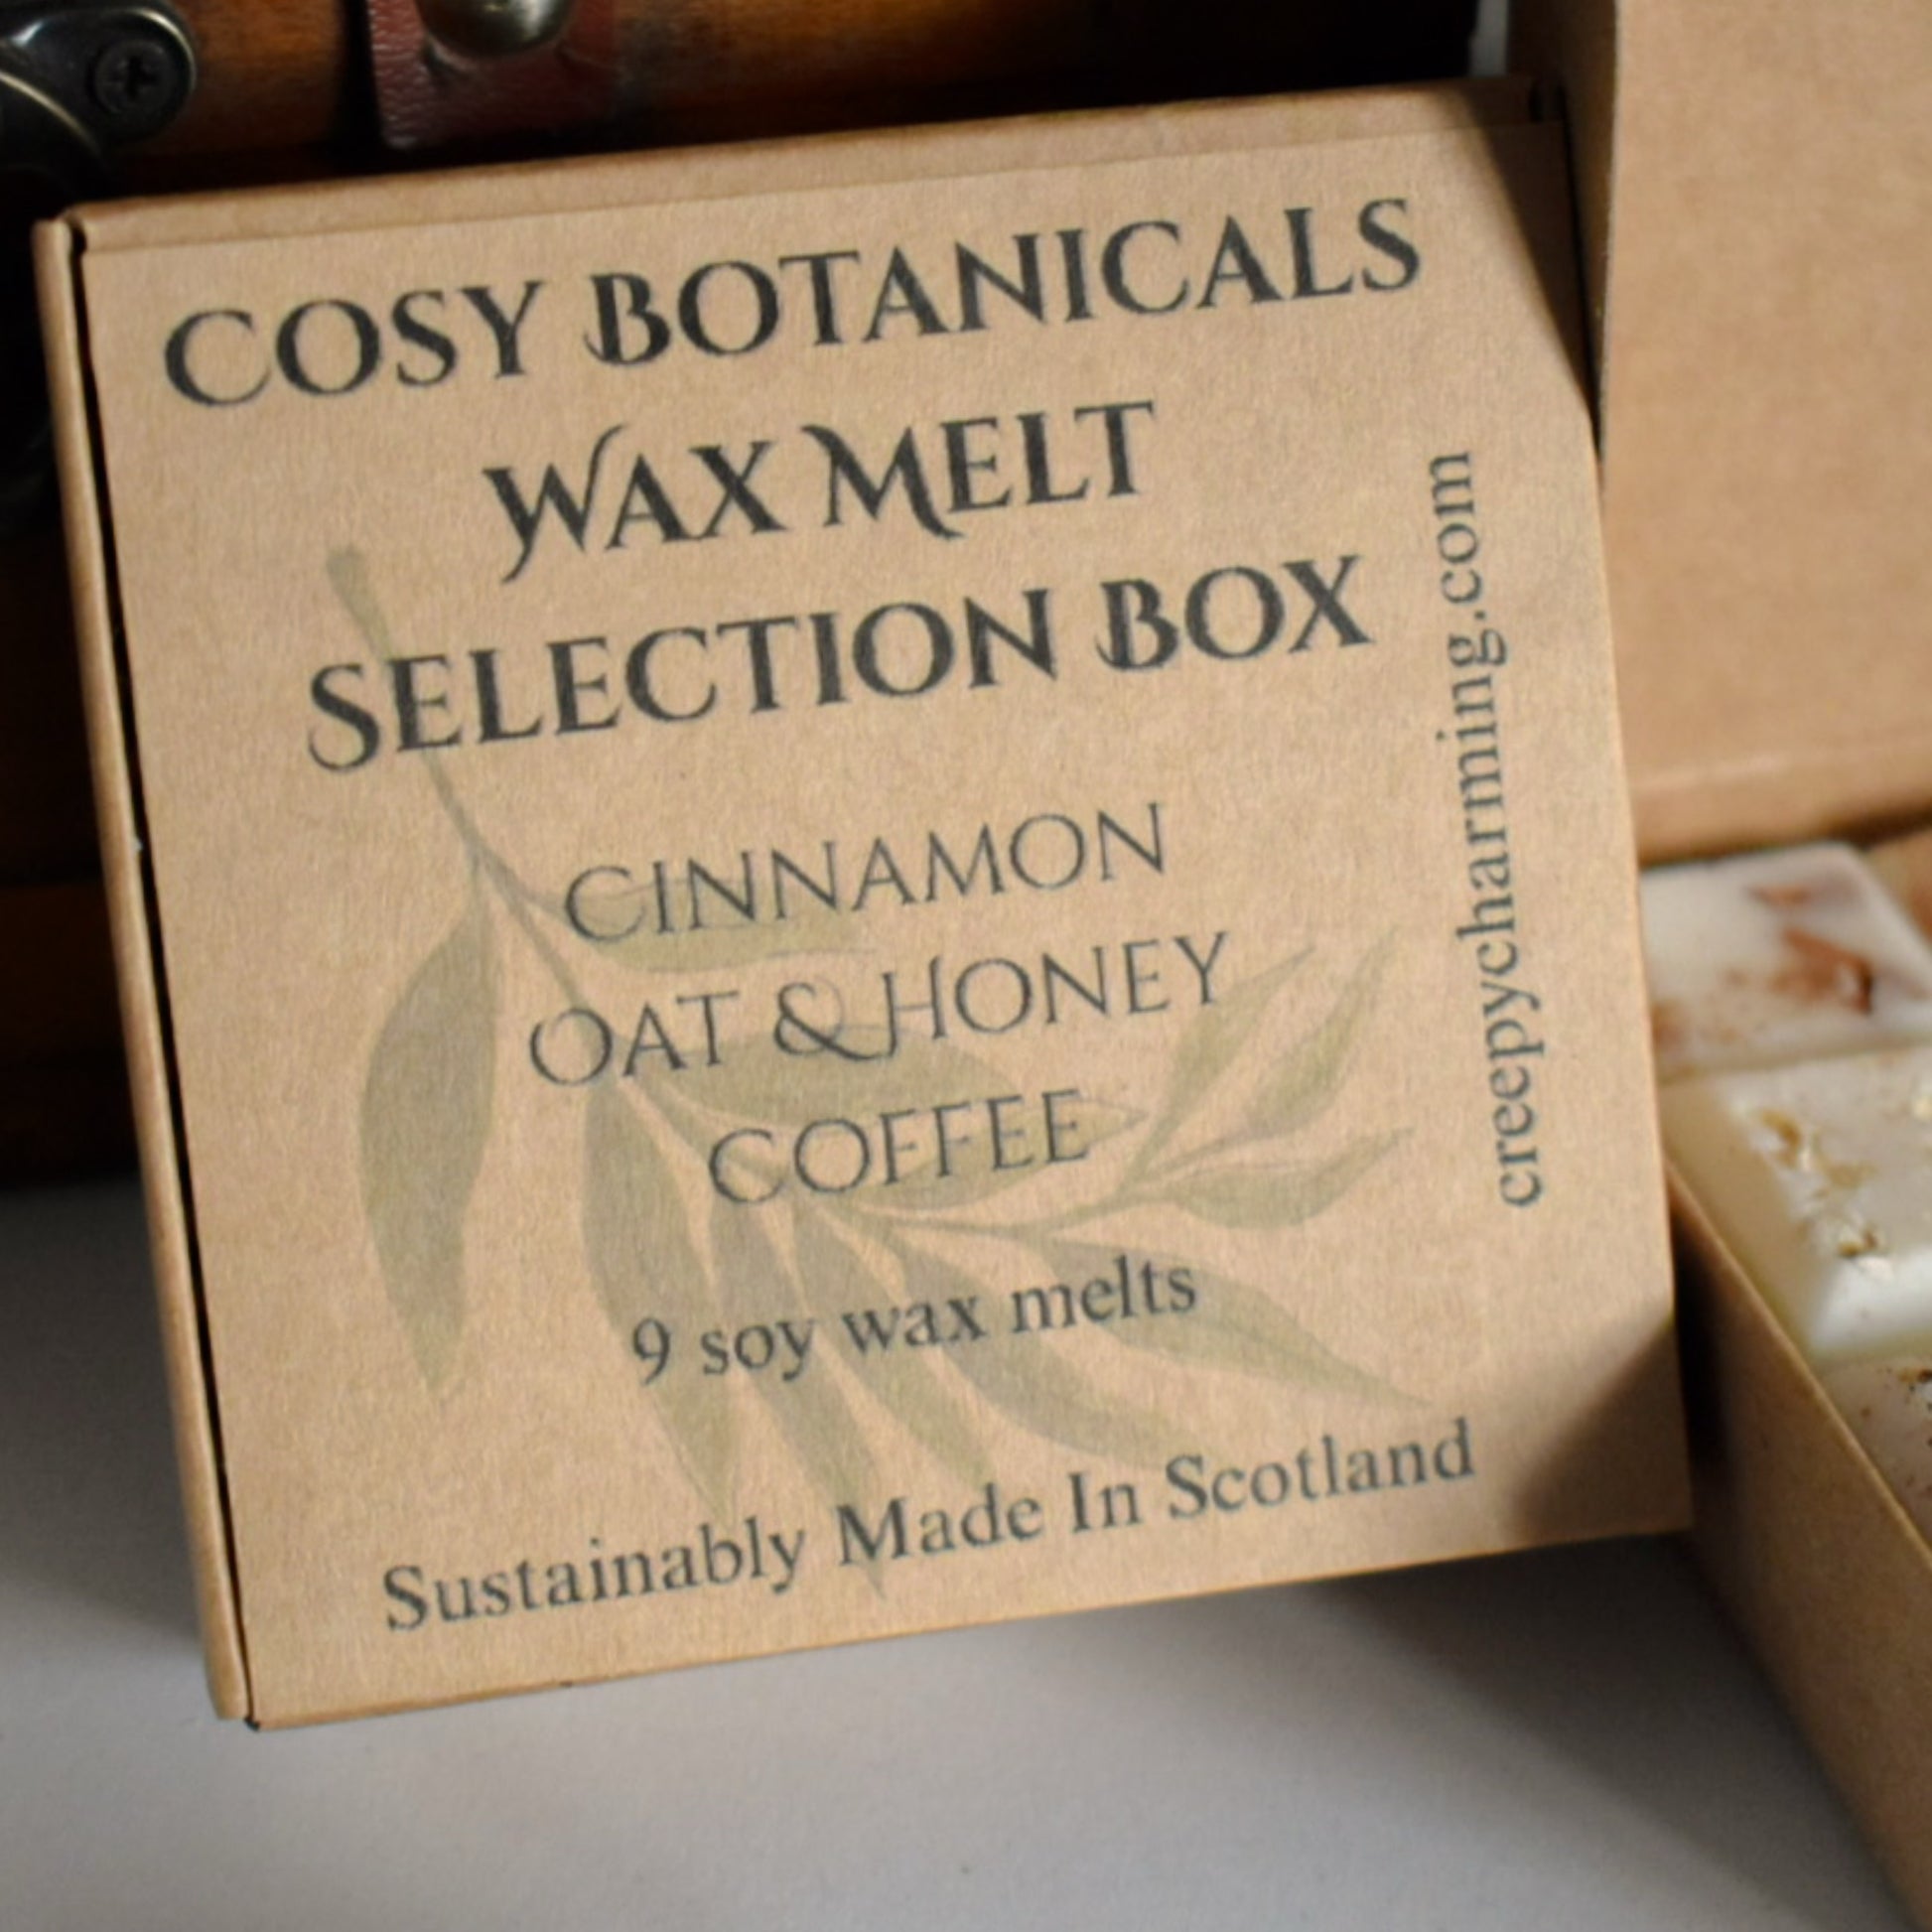 COSY BOTANICALS
WAX MELT
SELECTION BOX
CINNAMON
OAT & HONEY
COFFEE
9 soy wax melts
Sustainably Made In Scotland
creepycharming.com